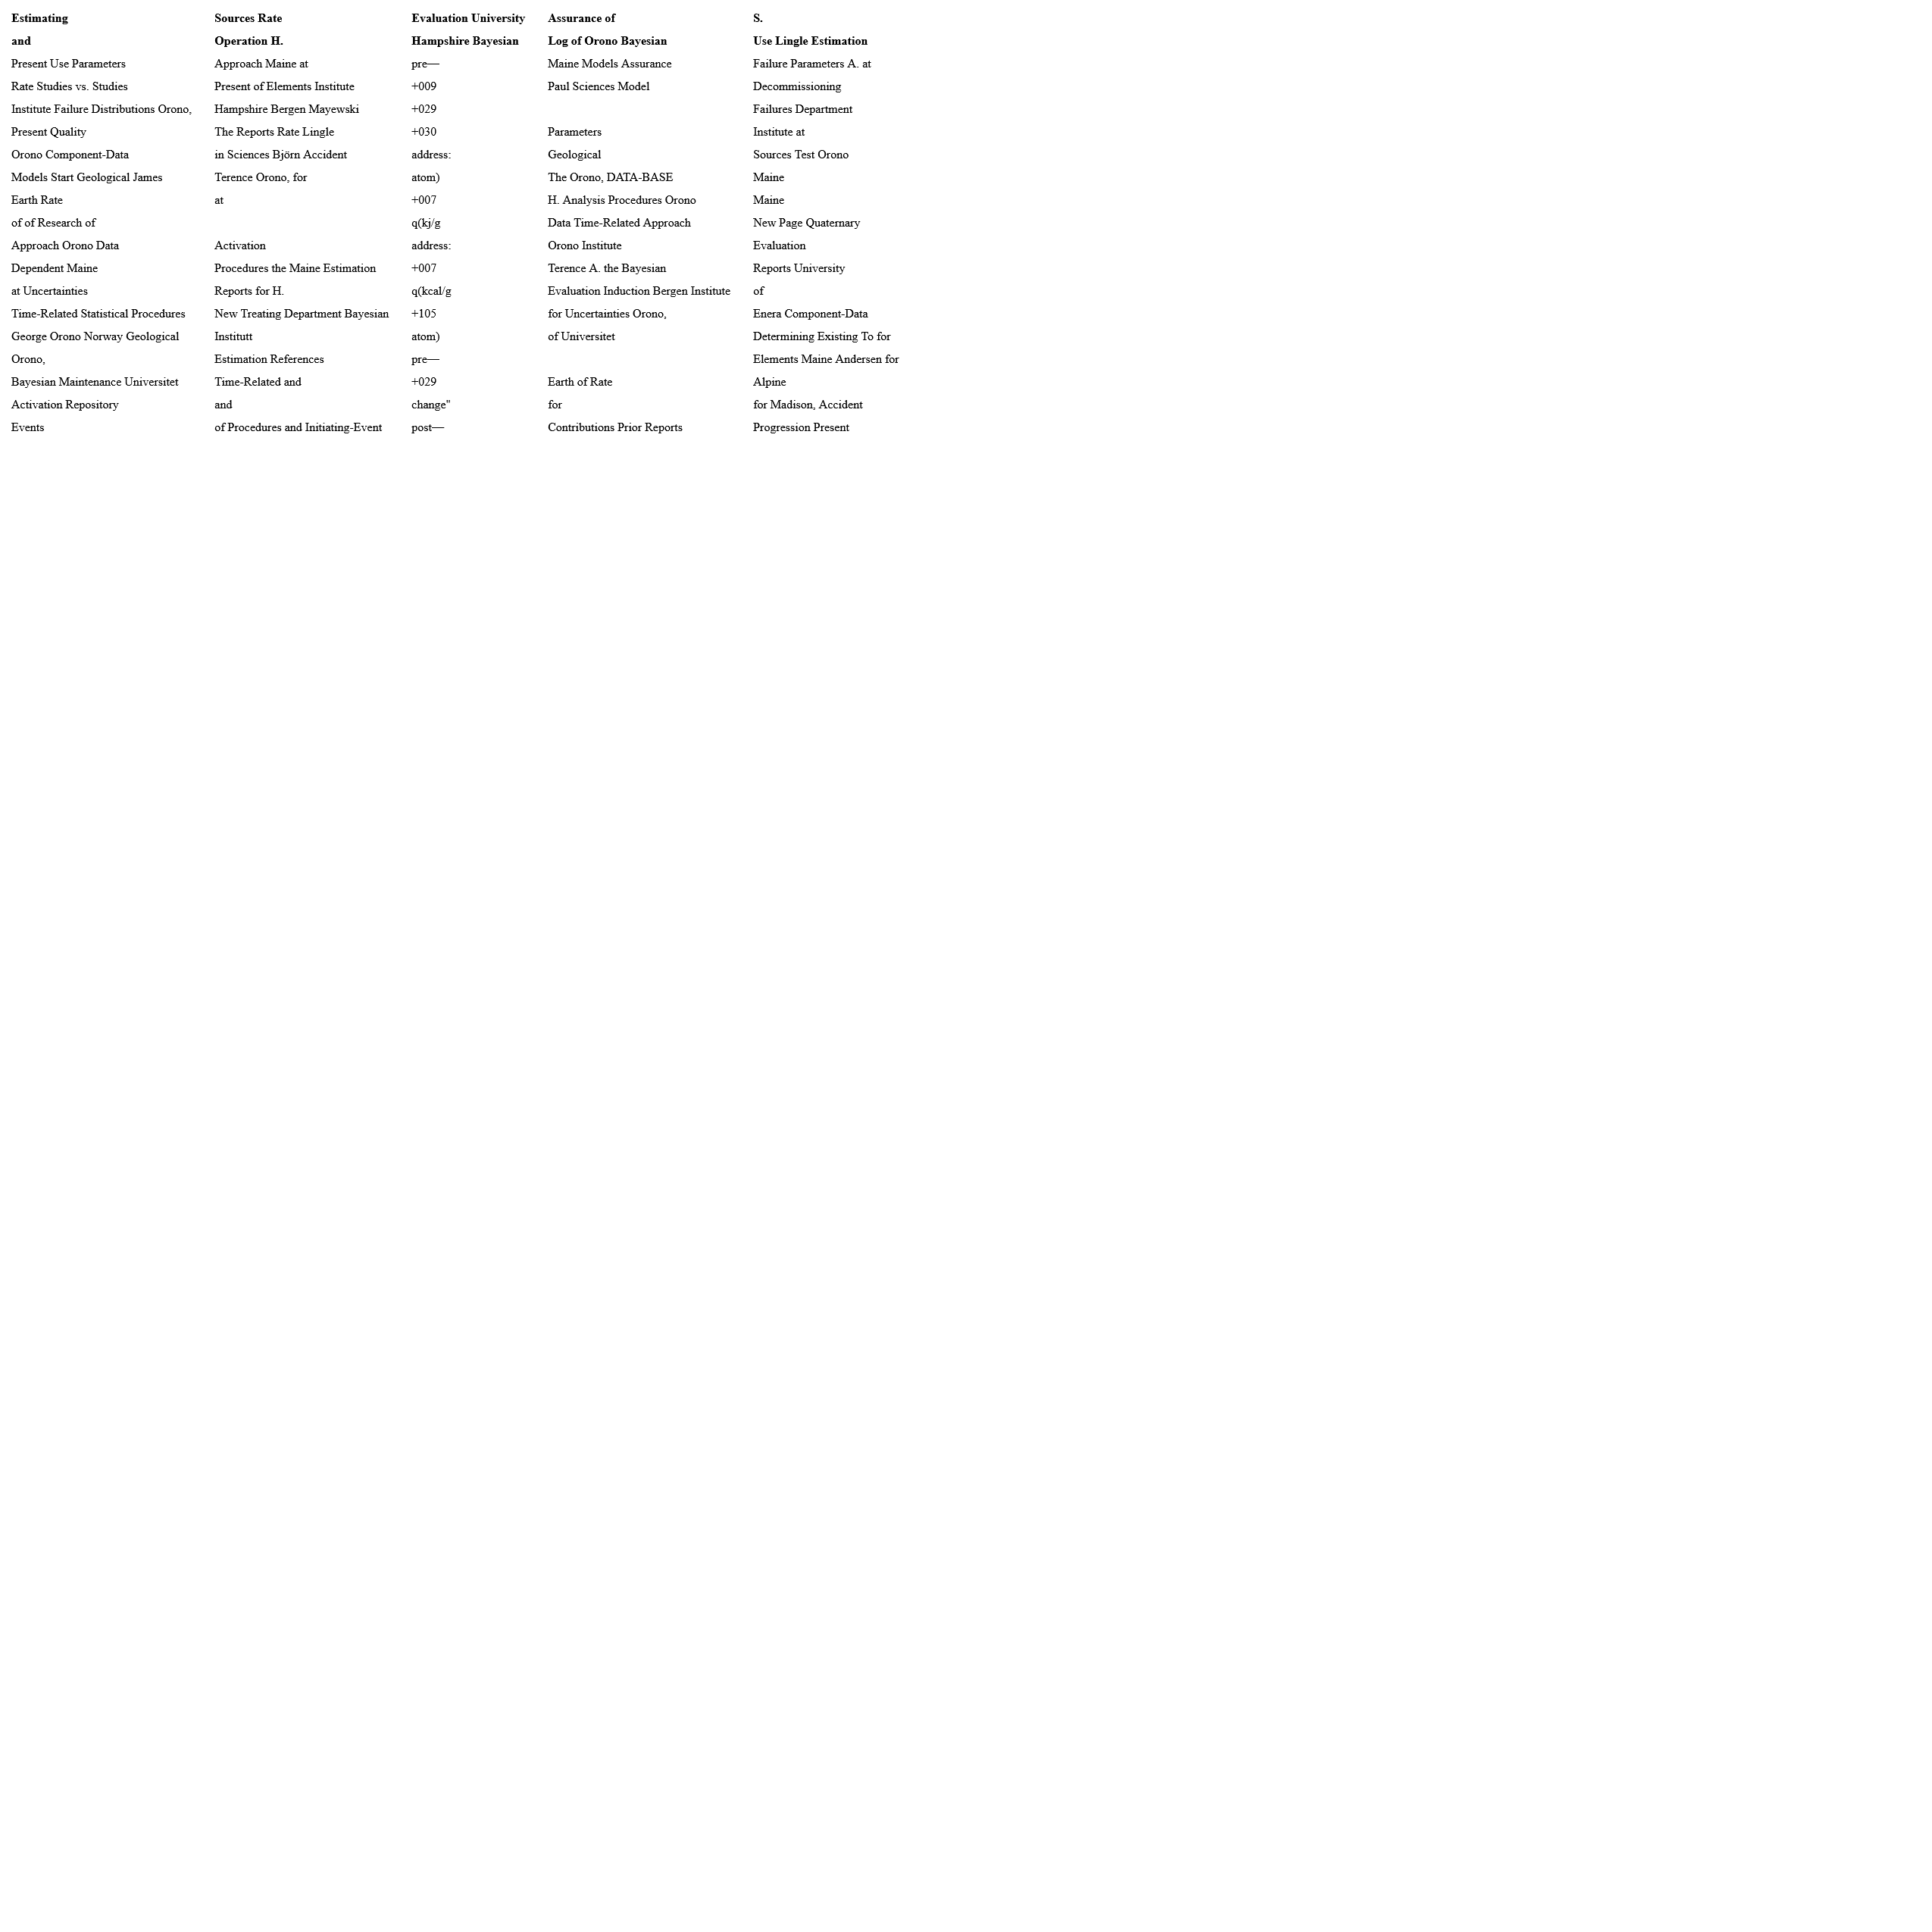 Estimating Sources Rate Evaluation University Assurance of S.
and Operation H. Hampshire Bayesian Log of Orono Bayesian Use Lingle Estimation
Present Use Parameters Approach Maine at pre— Maine Models Assurance Failure Parameters A. at
Rate Studies vs. Studies Present of Elements Institute +009 Paul Sciences Model Decommissioning
Institute Failure Distributions Orono, Hampshire Bergen Mayewski +029 Failures Department
Present Quality The Reports Rate Lingle +030 Parameters Institute at
Orono Component-Data in Sciences Björn Accident address: Geological Sources Test Orono
Models Start Geological James Terence Orono, for atom) The Orono, DATA-BASE Maine
Earth Rate at +007 H. Analysis Procedures Orono Maine
of of Research of q(kj/g Data Time-Related Approach New Page Quaternary
Approach Orono Data Activation address: Orono Institute Evaluation
Dependent Maine Procedures the Maine Estimation +007 Terence A. the Bayesian Reports University
at Uncertainties Reports for H. q(kcal/g Evaluation Induction Bergen Institute of
Time-Related Statistical Procedures New Treating Department Bayesian +105 for Uncertainties Orono, Enera Component-Data
George Orono Norway Geological Institutt atom) of Universitet Determining Existing To for
Orono, Estimation References pre— Elements Maine Andersen for
Bayesian Maintenance Universitet Time-Related and +029 Earth of Rate Alpine
Activation Repository and change" for for Madison, Accident
Events of Procedures and Initiating-Event post— Contributions Prior Reports Progression Present